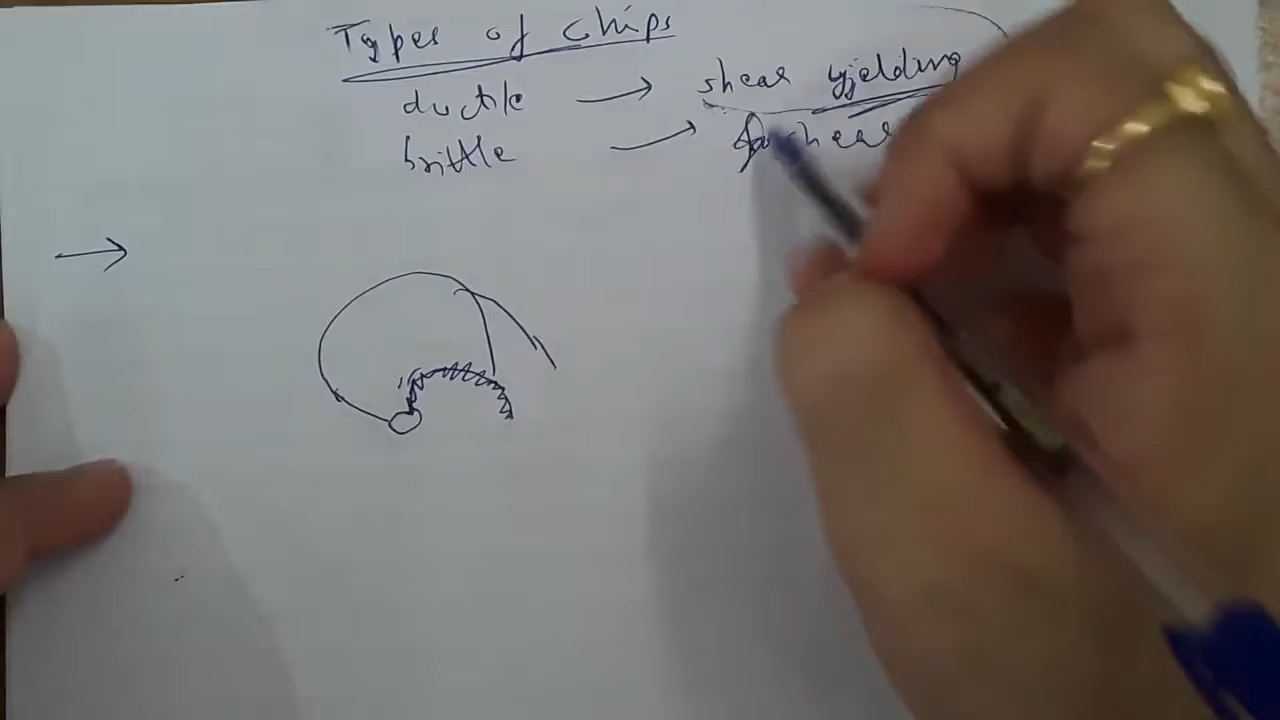 Types of chips
ductile → shear yielding
brittle → shear